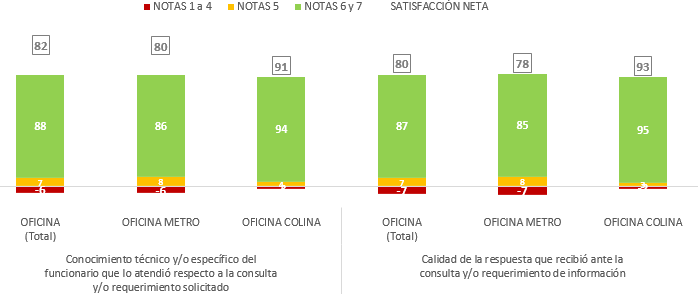 NOTAS 1 a 4 NOTAS 5 NOTAS 6 y 7 SATISFACCIÓN NETA
82 80 91 80 78 93
88 86 94 87 85 95
7 8 4 7 8
-6 -6 -7 -7
OFICINA (Total) OFICINA METRO OFICINA COLINA OFICINA (Total) OFICINA METRO OFICINA COLINA
Conocimiento técnico y/o específico del
funcionario que lo atendió respecto a la consulta
y/o requerimiento solicitado
Calidad de la respuesta que recibió ante la
consulta y/o requerimiento de información